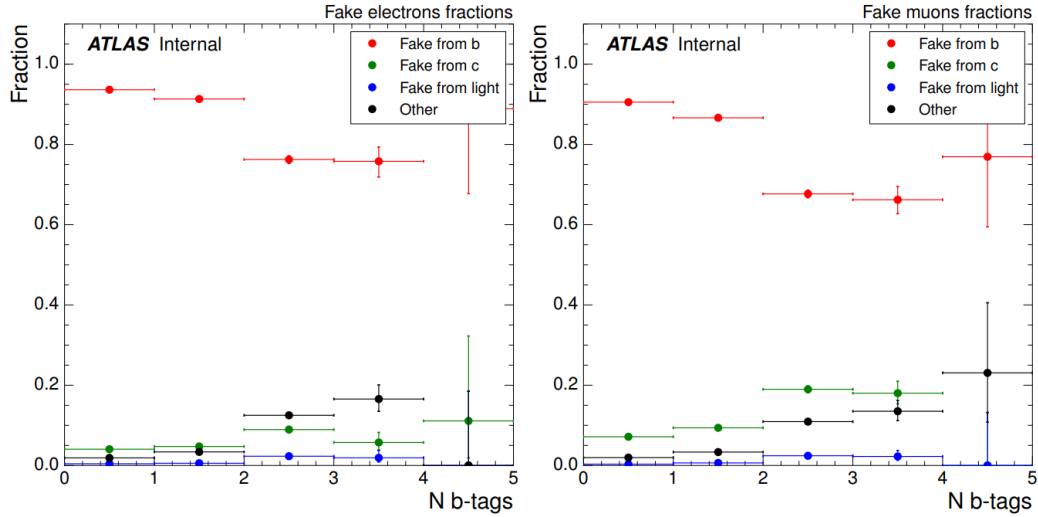 Fake electrons fractions
Fraction
ATLAS Internal
Fake from b
Fake from c
Fake from light
Other
1.0
0.8
0.6
0.4
0.2
0.0
0 1 2 3 4 5
N b-tags
Fake muons fractions
Fraction
ATLAS Internal
Fake from b
Fake from c
Fake from light
Other
1.0
0.8
0.6
0.4
0.2
0.0
0 1 2 3 4 5
N b-tags